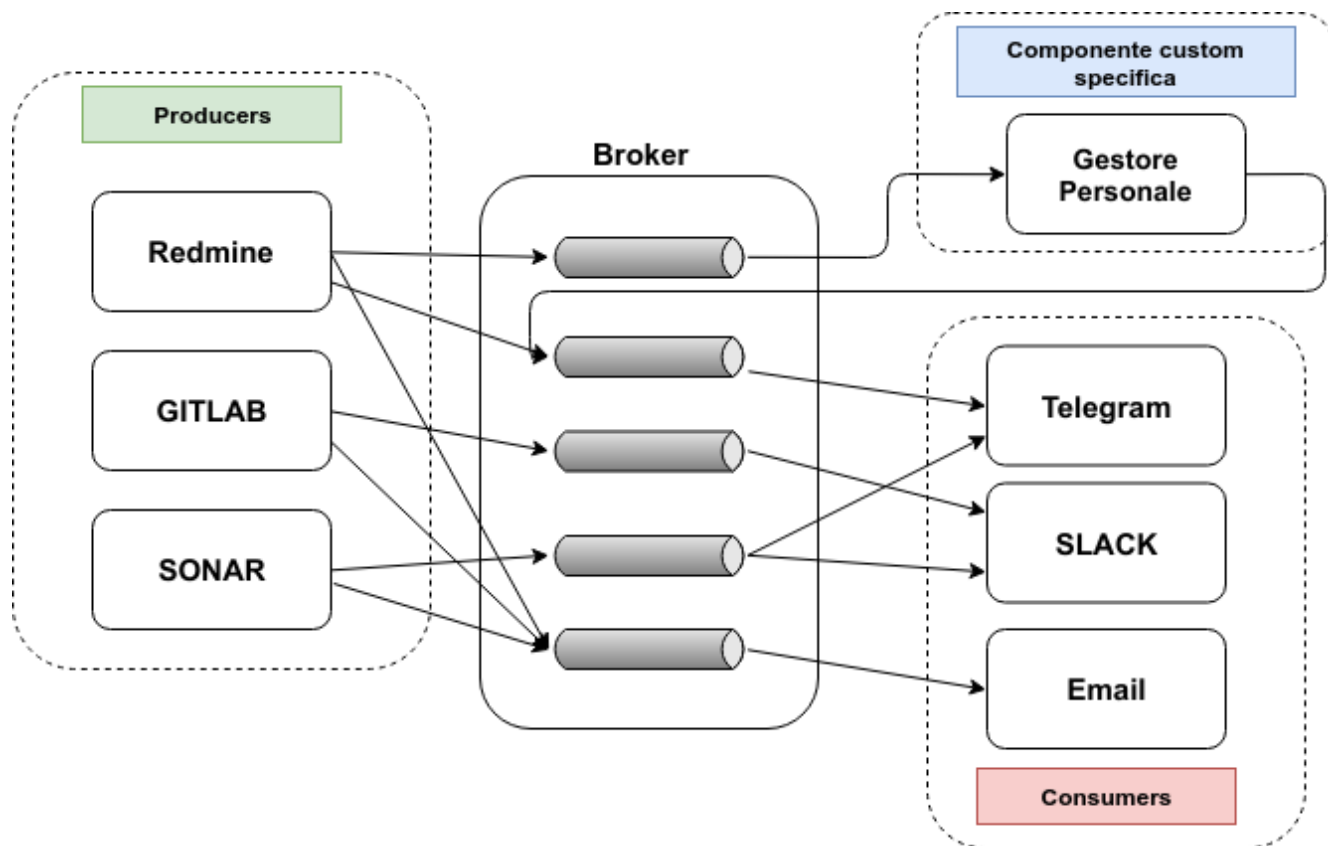 Producers
Redmine
GITLAB
SONAR
Broker
Componente custom
specifica
Gestore
Personale
Telegram
SLACK
Email
Consumers